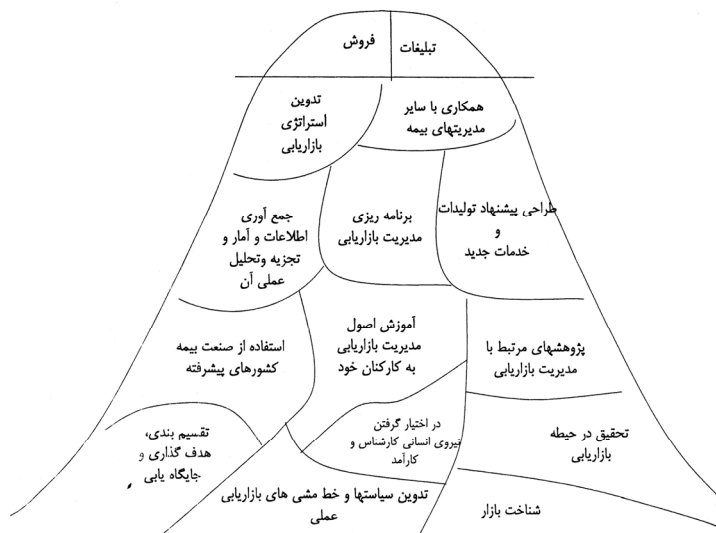 تبلیغات
فروش
همکاری با سایر
مدیریتهای بیمه
تدوین
استراتژی
بازاریابی
طراحی پیشنهاد تولیدات
و
خدمات جدید
برنامه ریزی
مدیریت بازاریابی
جمع آوری
اطلاعات و آمار و
تجزیه وتحلیل
عملی آن
پژوهشهای مرتبط با
مدیریت بازاریابی
آموزش اصول
مدیریت بازاریابی
به کارکنان خود
استفاده از صنعت بیمه
کشورهای پیشرفته
تحقیق در حیطه
بازاریابی
در اختیار گرفتن
نیروی انسانی کارشناس و
کارآمد
تقسیم بندی،
هدف گذاری و
جایگاه یابی
شناخت بازار
تدوین سیاستها و خط مشی های بازاریابی
عملی